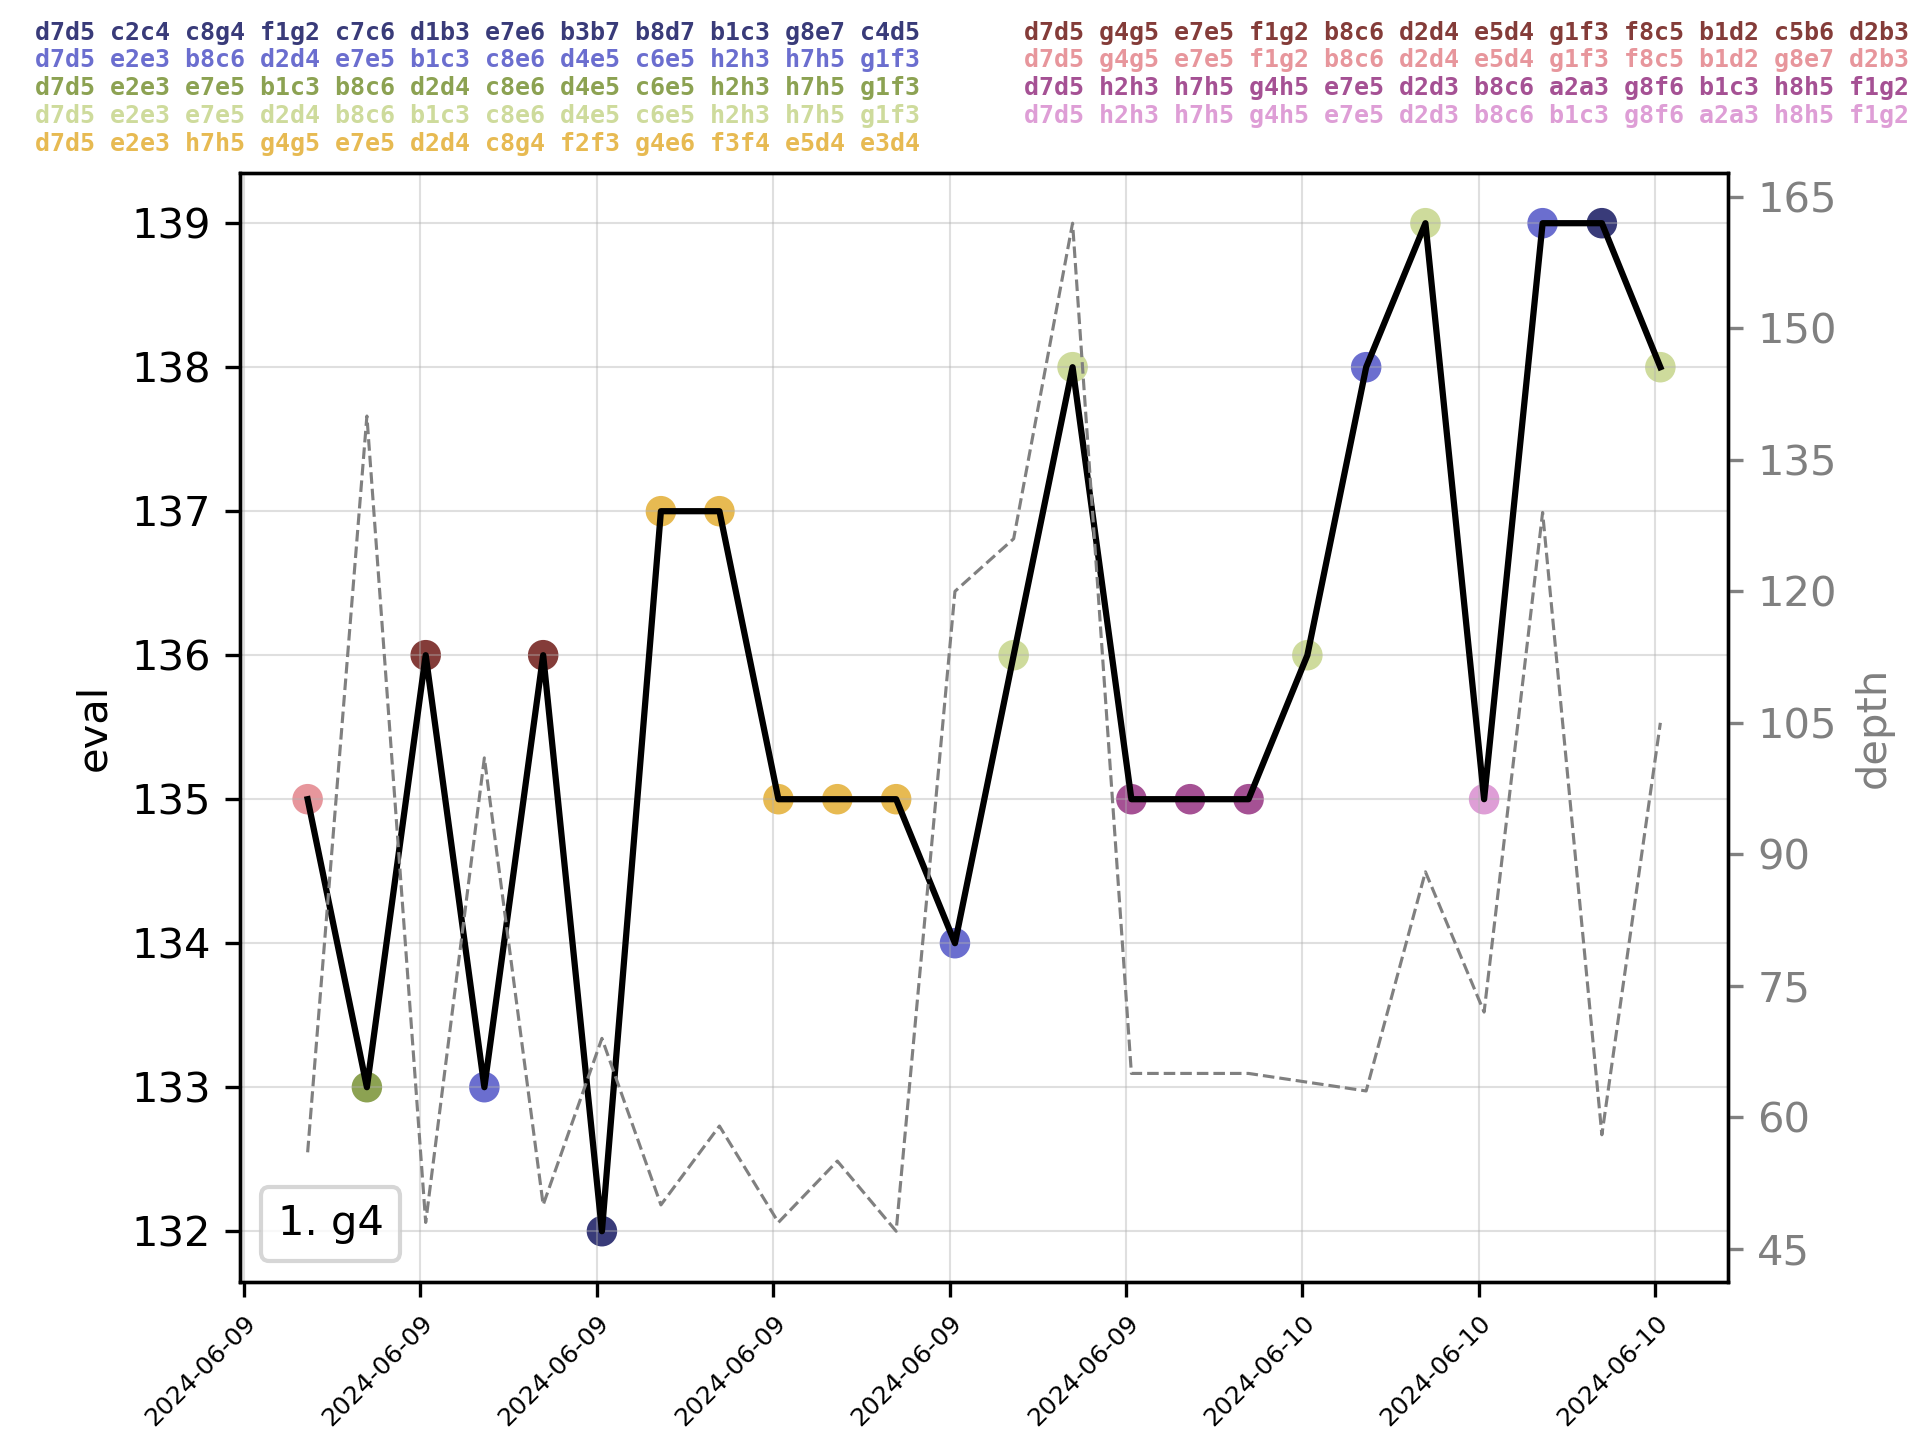 d7d5 c2c4 c8g4 f1g2 c7c6 d1b3 e7e6 b3b7 b8d7 b1c3 g8e7 c4d5
d7d5 e2e3 b8c6 d2d4 e7e5 b1c3 c8e6 d4e5 c6e5 h2h3 h7h5 g1f3
d7d5 e2e3 e7e5 b1c3 b8c6 d2d4 c8e6 d4e5 c6e5 h2h3 h7h5 g1f3
d7d5 e2e3 e7e5 d2d4 b8c6 b1c3 c8e6 d4e5 c6e5 h2h3 h7h5 g1f3
d7d5 e2e3 h7h5 g4g5 e7e5 d2d4 c8g4 f2f3 g4e6 f3f4 e5d4 e3d4
d7d5 g4g5 e7e5 f1g2 b8c6 d2d4 e5d4 g1f3 f8c5 b1d2 c5b6 d2b3
d7d5 g4g5 e7e5 f1g2 b8c6 d2d4 e5d4 g1f3 f8c5 b1d2 g8e7 d2b3
d7d5 h2h3 h7h5 g4h5 e7e5 d2d3 b8c6 a2a3 g8f6 b1c3 h8h5 f1g2
d7d5 h2h3 h7h5 g4h5 e7e5 d2d3 b8c6 b1c3 g8f6 a2a3 h8h5 f1g2
139
138
137
136
135
134
133
132
eval
165
150
135
120
105
90
75
60
45
depth
1. g4
2024-06-09
2024-06-09
2024-06-09
2024-06-09
2024-06-09
2024-06-09
2024-06-10
2024-06-10
2024-06-10